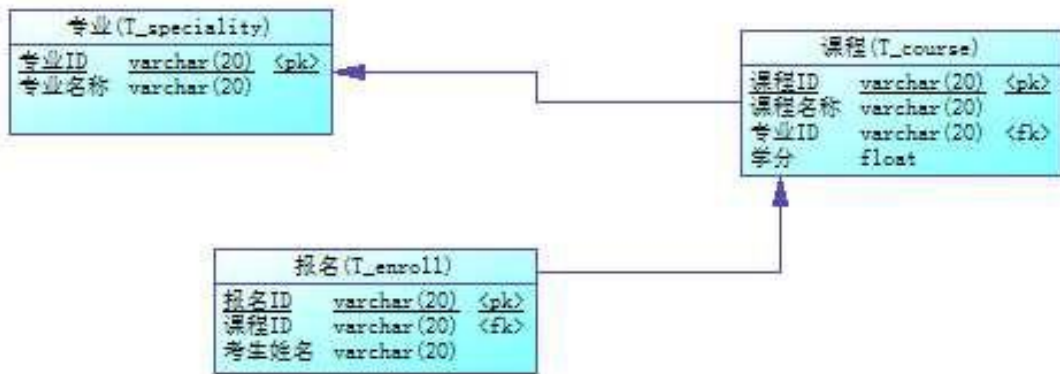 专业(T_speciality)
专业ID varchar(20) <pk>
专业名称 varchar(20)
课程(T_course)
课程ID varchar(20) <pk>
课程名称 varchar(20)
专业ID varchar(20) <fk>
学分 float
报名(T_enroll)
报名ID varchar(20) <pk>
课程ID varchar(20) <fk>
考生姓名 varchar(20)